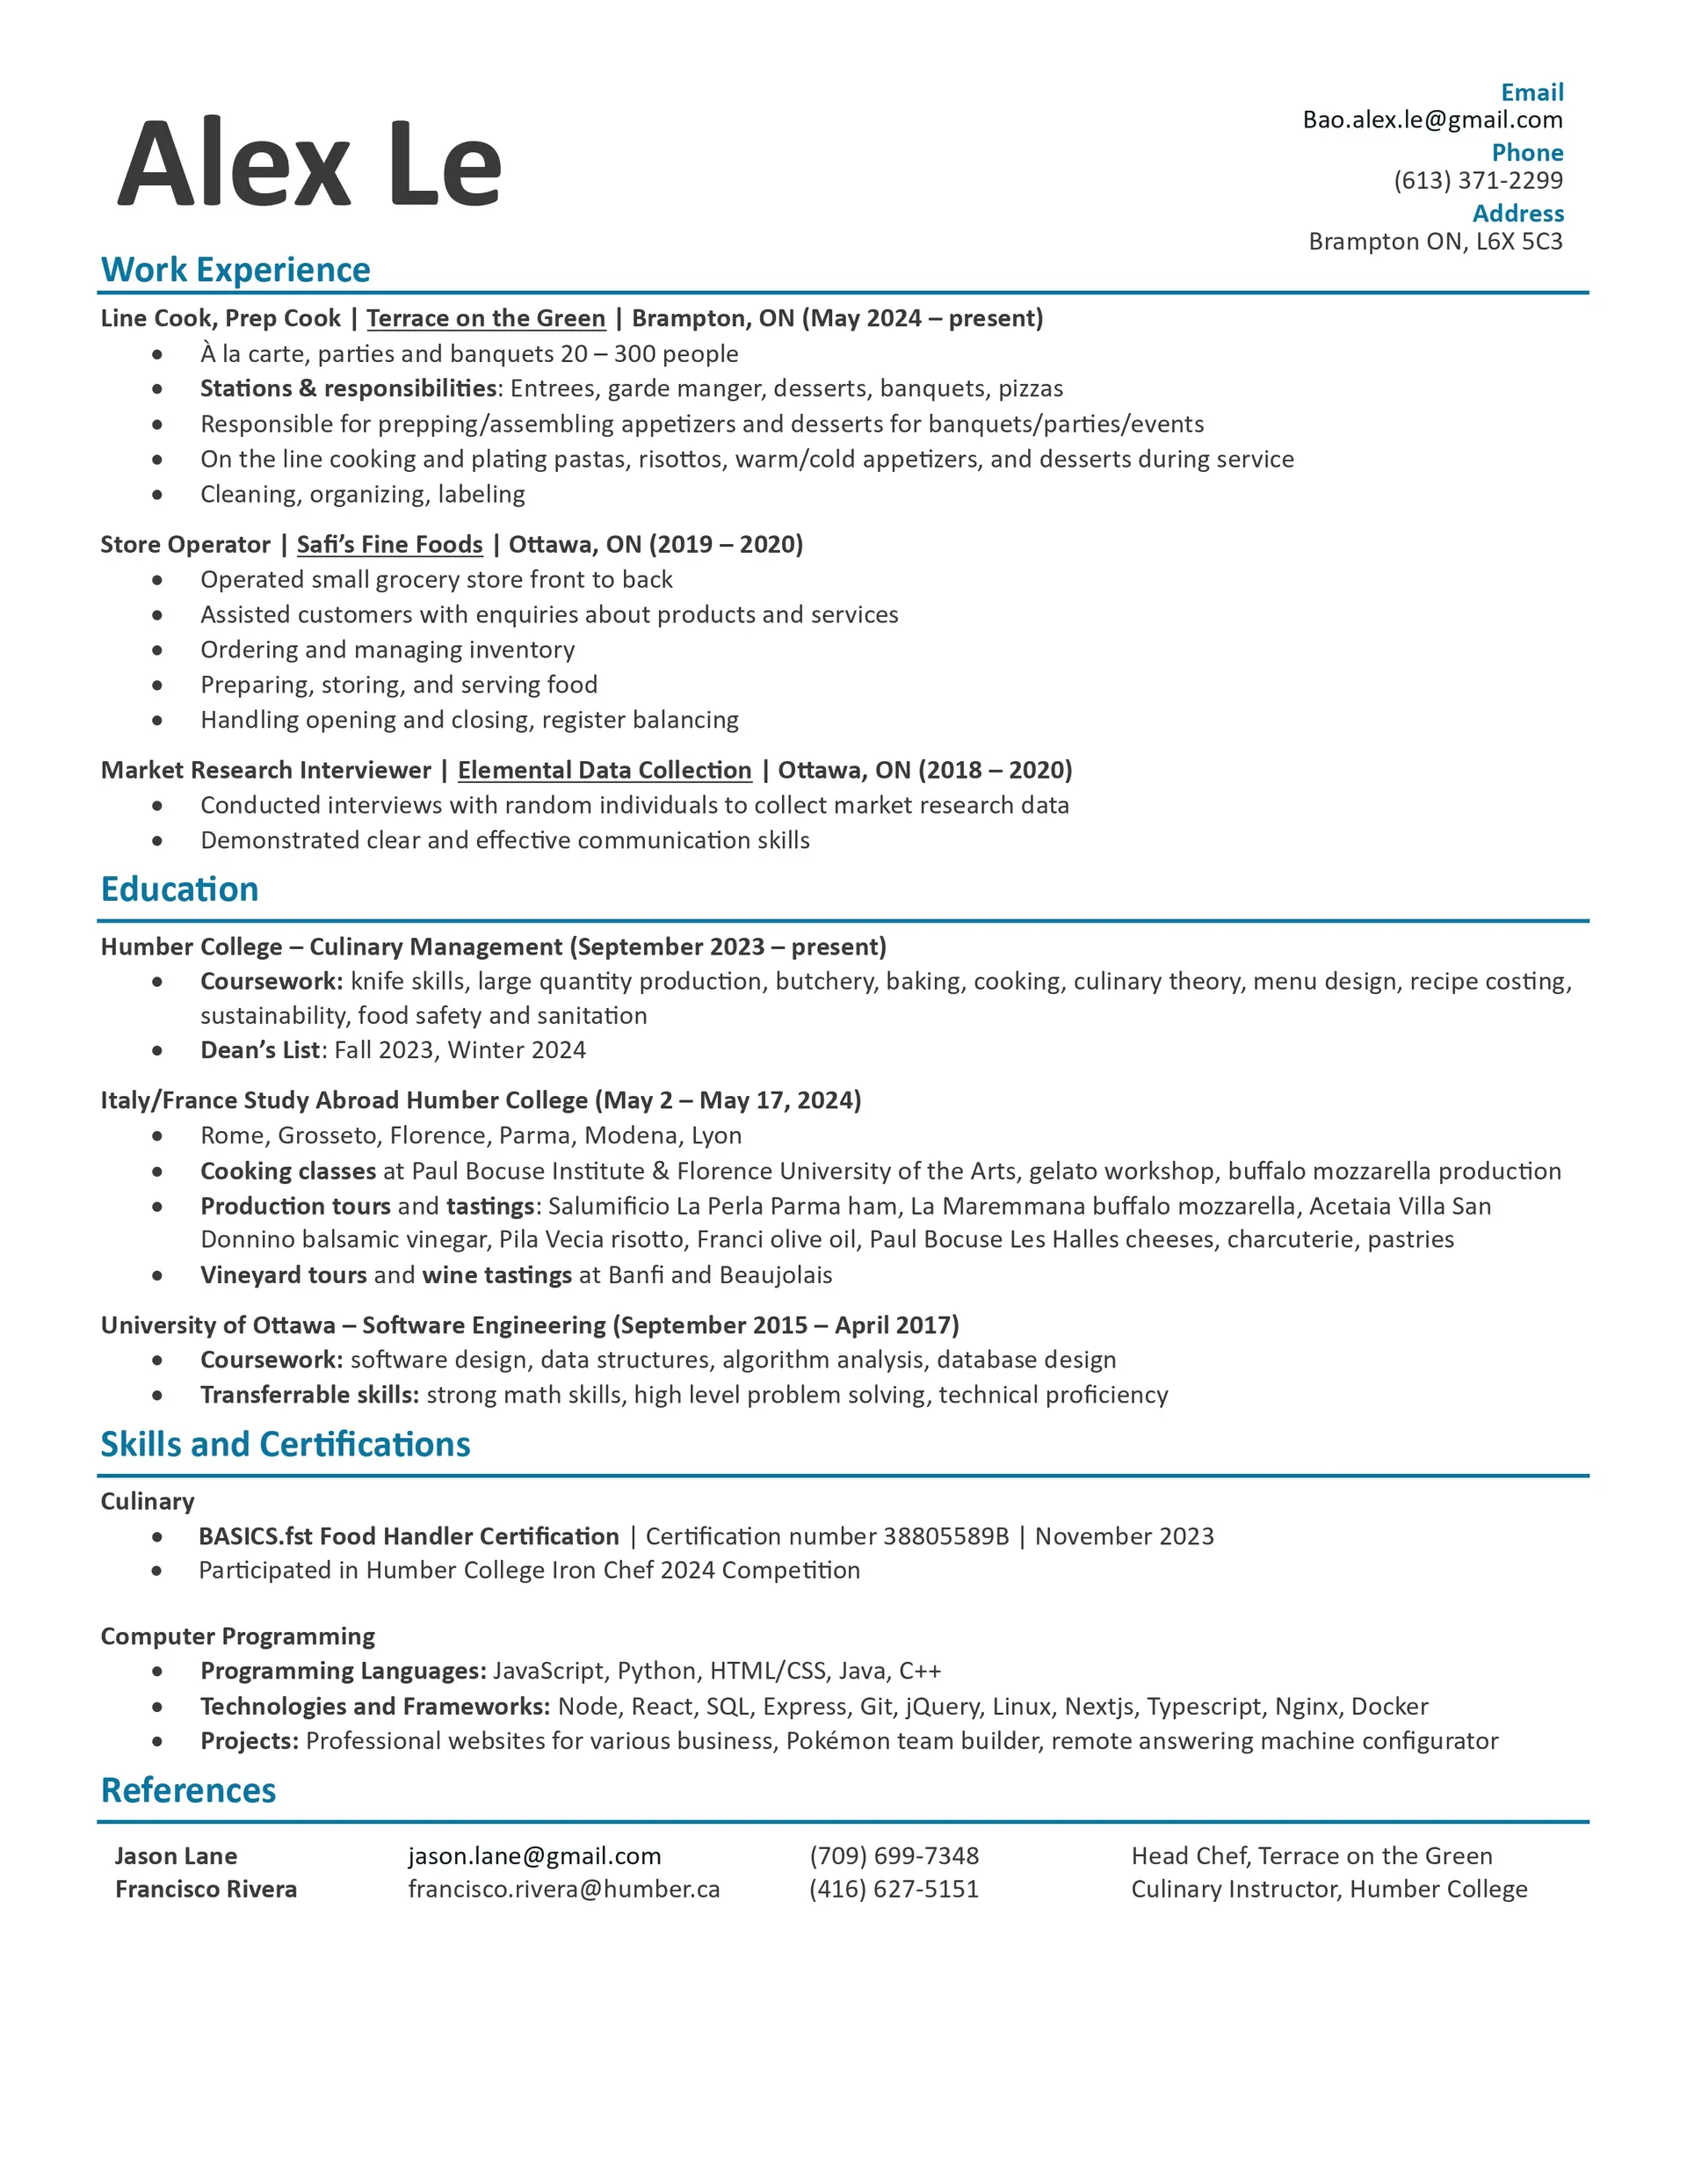 Alex Le
Email
Bao.alex.le@gmail.com
Phone
(613) 371-2299
Address
Brampton ON, L6X 5C3
Work Experience
Line Cook, Prep Cook | Terrace on the Green | Brampton, ON (May 2024 – present)
• À la carte, parties and banquets 20 – 300 people
• Stations & responsibilities: Entrees, garde manger, desserts, banquets, pizzas
• Responsible for prepping/assembling appetizers and desserts for banquets/parties/events
• On the line cooking and plating pastas, risottos, warm/cold appetizers, and desserts during service
• Cleaning, organizing, labeling
Store Operator | Safi’s Fine Foods | Ottawa, ON (2019 – 2020)
• Operated small grocery store front to back
• Assisted customers with enquiries about products and services
• Ordering and managing inventory
• Preparing, storing, and serving food
• Handling opening and closing, register balancing
Market Research Interviewer | Elemental Data Collection | Ottawa, ON (2018 – 2020)
• Conducted interviews with random individuals to collect market research data
• Demonstrated clear and effective communication skills
Education
Humber College – Culinary Management (September 2023 – present)
• Coursework: knife skills, large quantity production, butchery, baking, cooking, culinary theory, menu design, recipe costing,
sustainability, food safety and sanitation
• Dean’s List: Fall 2023, Winter 2024
Italy/France Study Abroad Humber College (May 2 – May 17, 2024)
• Rome, Grosseto, Florence, Parma, Modena, Lyon
• Cooking classes at Paul Bocuse Institute & Florence University of the Arts, gelato workshop, buffalo mozzarella production
• Production tours and tastings: Salumificio La Perla Parma ham, La Maremmana buffalo mozzarella, Acetaia Villa San
Donnino balsamic vinegar, Pila Vecia risotto, Franci olive oil, Paul Bocuse Les Halles cheeses, charcuterie, pastries
• Vineyard tours and wine tastings at Banfi and Beaujolais
University of Ottawa – Software Engineering (September 2015 – April 2017)
• Coursework: software design, data structures, algorithm analysis, database design
• Transferrable skills: strong math skills, high level problem solving, technical proficiency
Skills and Certifications
Culinary
• BASICS.fst Food Handler Certification | Certification number 38805589B | November 2023
• Participated in Humber College Iron Chef 2024 Competition
Computer Programming
• Programming Languages: JavaScript, Python, HTML/CSS, Java, C++
• Technologies and Frameworks: Node, React, SQL, Express, Git, jQuery, Linux, Nextjs, Typescript, Nginx, Docker
• Projects: Professional websites for various business, Pokémon team builder, remote answering machine configurator
References
Jason Lane jason.lane@gmail.com (709) 699-7348 Head Chef, Terrace on the Green
Francisco Rivera francisco.rivera@humber.ca (416) 627-5151 Culinary Instructor, Humber College